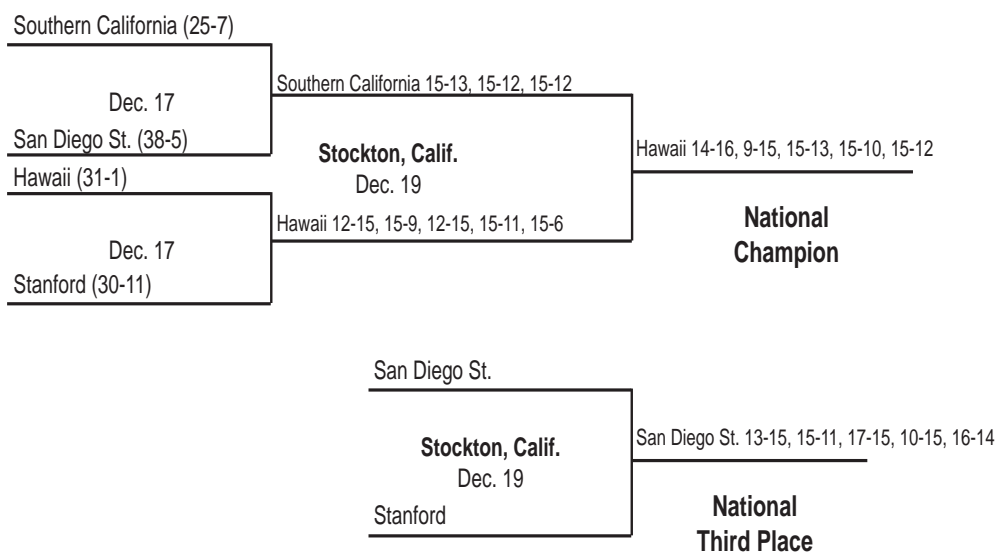 Southern California (25-7)
Dec. 17
San Diego St. (38-5)
Southern California 15-13, 15-12, 15-12
Hawaii (31-1)
Dec. 17
Stanford (30-11)
Hawaii 12-15, 15-9, 12-15, 15-11, 15-6
Stockton, Calif.
Dec. 19
Hawaii 14-16, 9-15, 15-13, 15-10, 15-12
National
Champion
San Diego St.
Stockton, Calif.
Dec. 19
Stanford
San Diego St. 13-15, 15-11, 17-15, 10-15, 16-14
National
Third Place